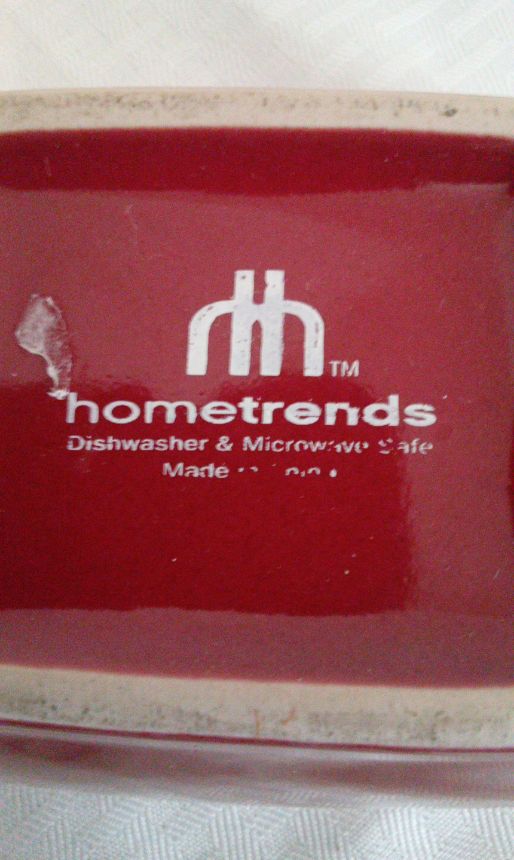 TM
hometrends
Dishwasher & Microwave Safe
Made